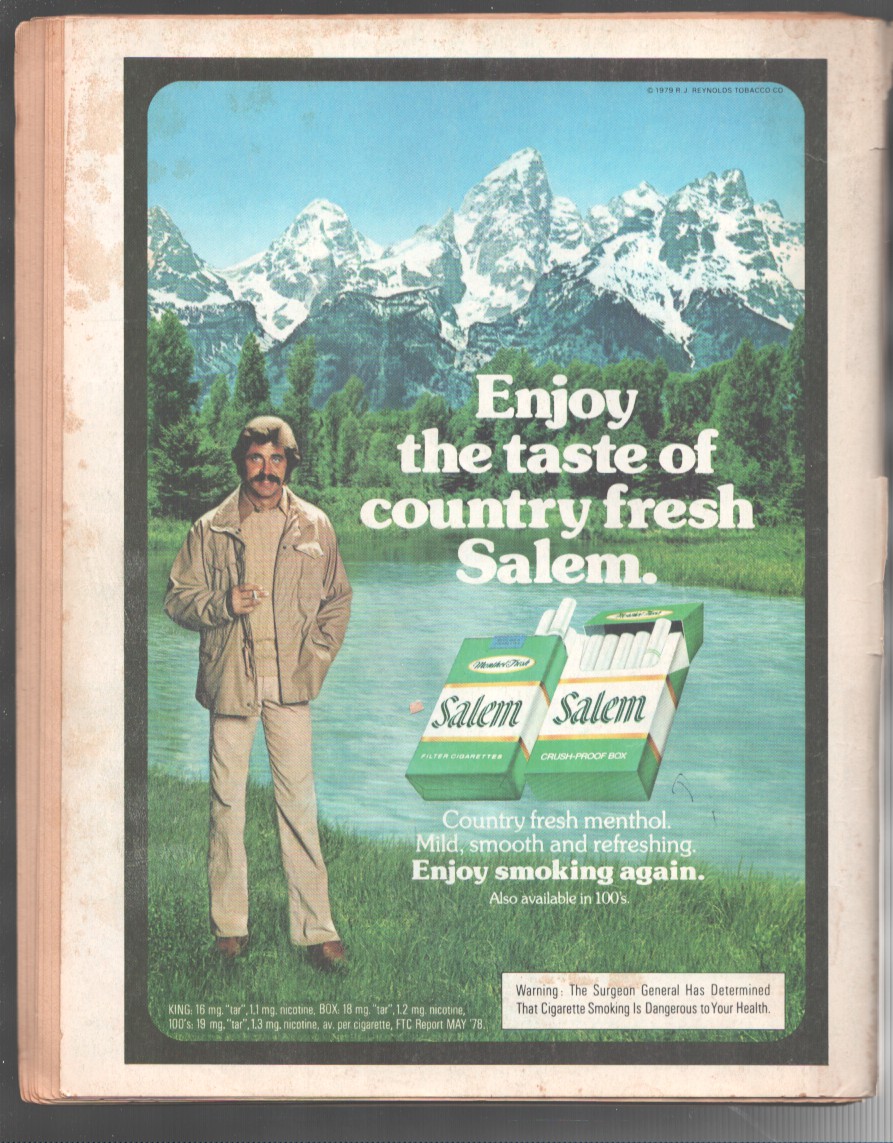 © 1979 R.J. REYNOLDS TOBACCO CO
Enjoy
the taste of
country fresh
Salem.
Menthol Fresh
Salem
FILTER CIGARETTES
Menthol Fresh
Salem
CRUSH-PROOF BOX
Country fresh menthol.
Mild, smooth and refreshing.
Enjoy smoking again.
Also available in 100's.
Warning: The Surgeon General Has Determined
That Cigarette Smoking Is Dangerous to Your Health.
KING: 16 mg. "tar", 1.1 mg. nicotine, BOX: 18 mg. "tar", 1.2 mg. nicotine,
100's: 19 mg. "tar", 1.3 mg. nicotine, av. per cigarette, FTC Report MAY '78.